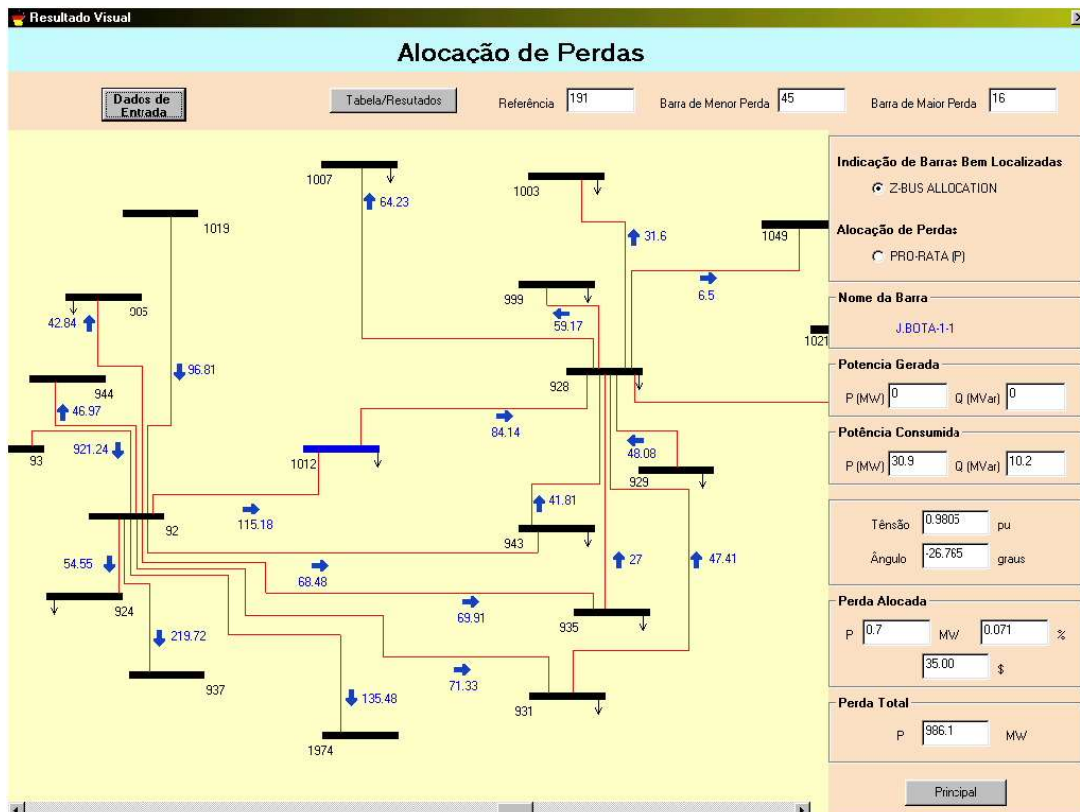 Resultado Visual
Alocação de Perdas
Dados de
Entrada
Tabela/Resutados
Referência 191
Barra de Menor Perda 45
Barra de Maior Perda 16
1007
64.23
1003
31.6
1019
1049
6.5
905
42.84
999
59.17
1021
96.81
928
944
46.97
84.14
93
921.24
1012
48.08
929
115.18
92
41.81
943
54.55
68.48
27
47.41
924
69.91
935
219.72
937
71.33
135.48
931
1974
Indicação de Barras Bem Localizadas
Z-BUS ALLOCATION
Alocação de Perdas
PRO-RATA (P)
Nome da Barra
J.BOTA-1-1
Potencia Gerada
P (MW) 0 Q (MVar) 0
Potência Consumida
P (MW) 30.9 Q (MVar) 10.2
Tênsão 0.9805 pu
Ângulo -26.765 graus
Perda Alocada
P 0.7 MW 0.071 %
35.00 $
Perda Total
P 986.1 MW
Principal